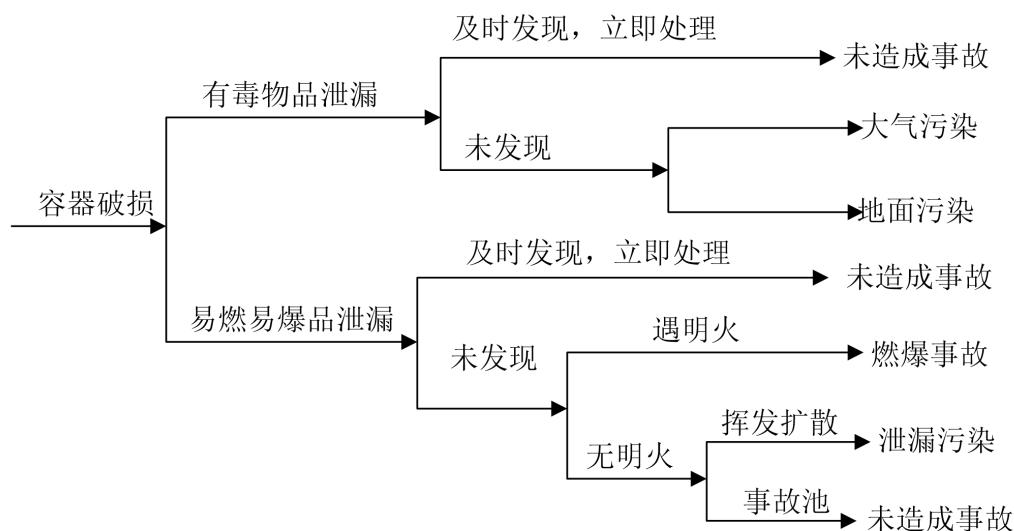 及时发现，立即处理
未造成事故
有毒物品泄漏
大气污染
未发现
容器破损
地面污染
及时发现，立即处理
未造成事故
易燃易爆品泄漏
遇明火
未发现
燃爆事故
挥发扩散
泄漏污染
无明火
事故池
未造成事故